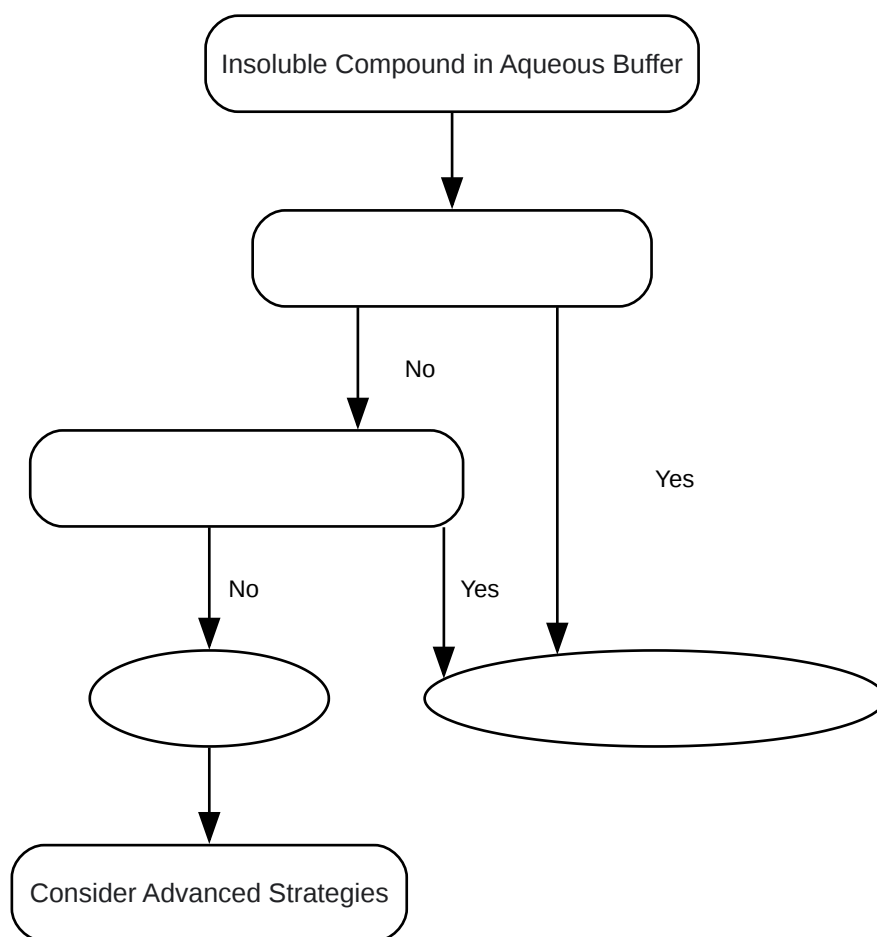 Insoluble Compound in Aqueous Buffer
No
Yes
No
Yes
Consider Advanced Strategies